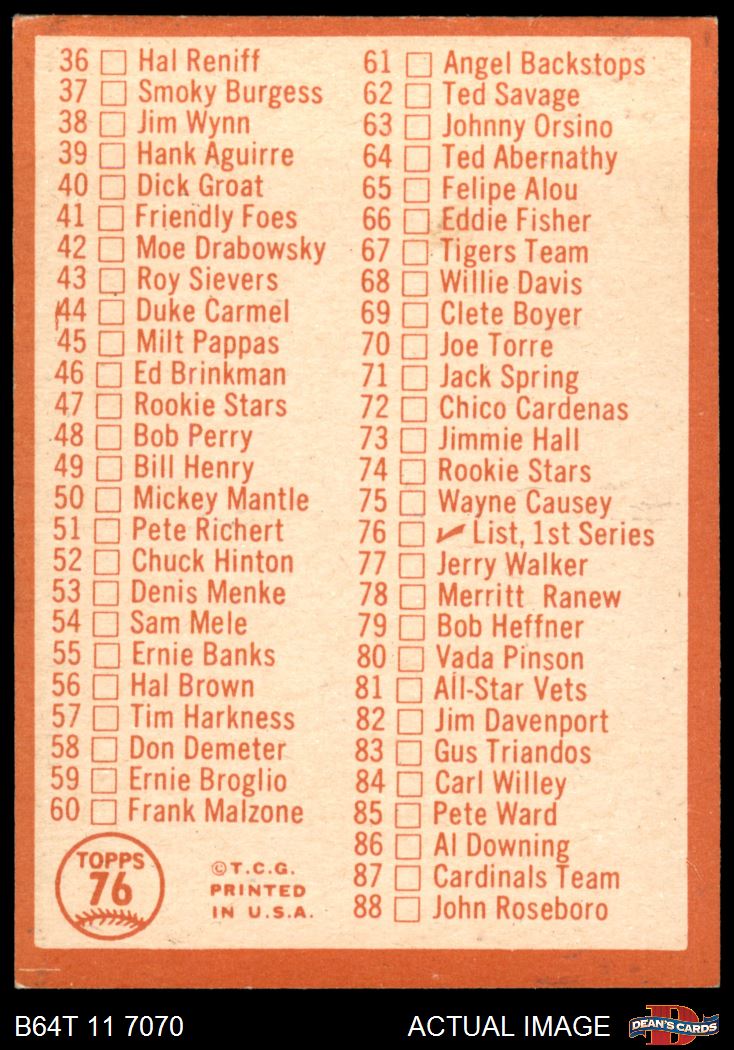 36 Hal Reniff
37 Smoky Burgess
38 Jim Wynn
39 Hank Aguirre
40 Dick Groat
41 Friendly Foes
42 Moe Drabowsky
43 Roy Sievers
44 Duke Carmel
45 Milt Pappas
46 Ed Brinkman
47 Rookie Stars
48 Bob Perry
49 Bill Henry
50 Mickey Mantle
51 Pete Richert
52 Chuck Hinton
53 Denis Menke
54 Sam Mele
55 Ernie Banks
56 Hal Brown
57 Tim Harkness
58 Don Demeter
59 Ernie Broglio
60 Frank Malzone
61 Angel Backstops
62 Ted Savage
63 Johnny Orsino
64 Ted Abernathy
65 Felipe Alou
66 Eddie Fisher
67 Tigers Team
68 Willie Davis
69 Clete Boyer
70 Joe Torre
71 Jack Spring
72 Chico Cardenas
73 Jimmie Hall
74 Rookie Stars
75 Wayne Causey
76 List, 1st Series
77 Jerry Walker
78 Merritt Ranew
79 Bob Heffner
80 Vada Pinson
81 All-Star Vets
82 Jim Davenport
83 Gus Triandos
84 Carl Willey
85 Pete Ward
86 Al Downing
87 Cardinals Team
88 John Roseboro
TOPPS
76
©T.C.G.
PRINTED
IN U.S.A.
B64T 11 7070
ACTUAL IMAGE
DEAN'S CARDS